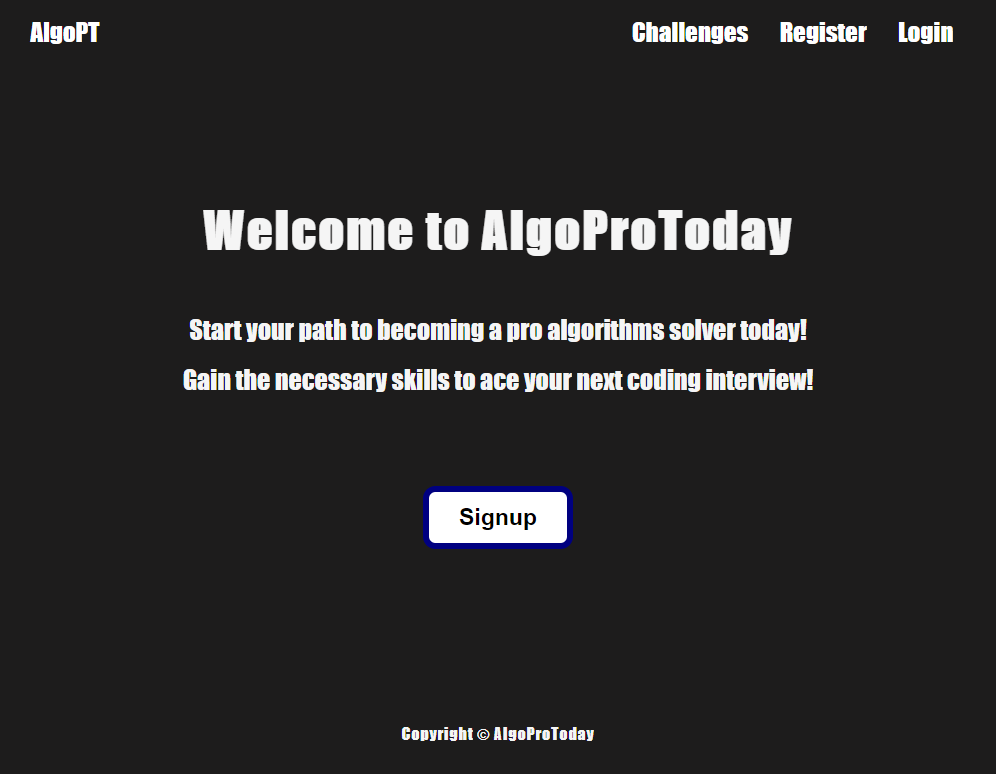 AlgoPT Challenges Register Login
Welcome to AlgoProToday
Start your path to becoming a pro algorithms solver today!
Gain the necessary skills to ace your next coding interview!
Signup
Copyright © AlgoProToday